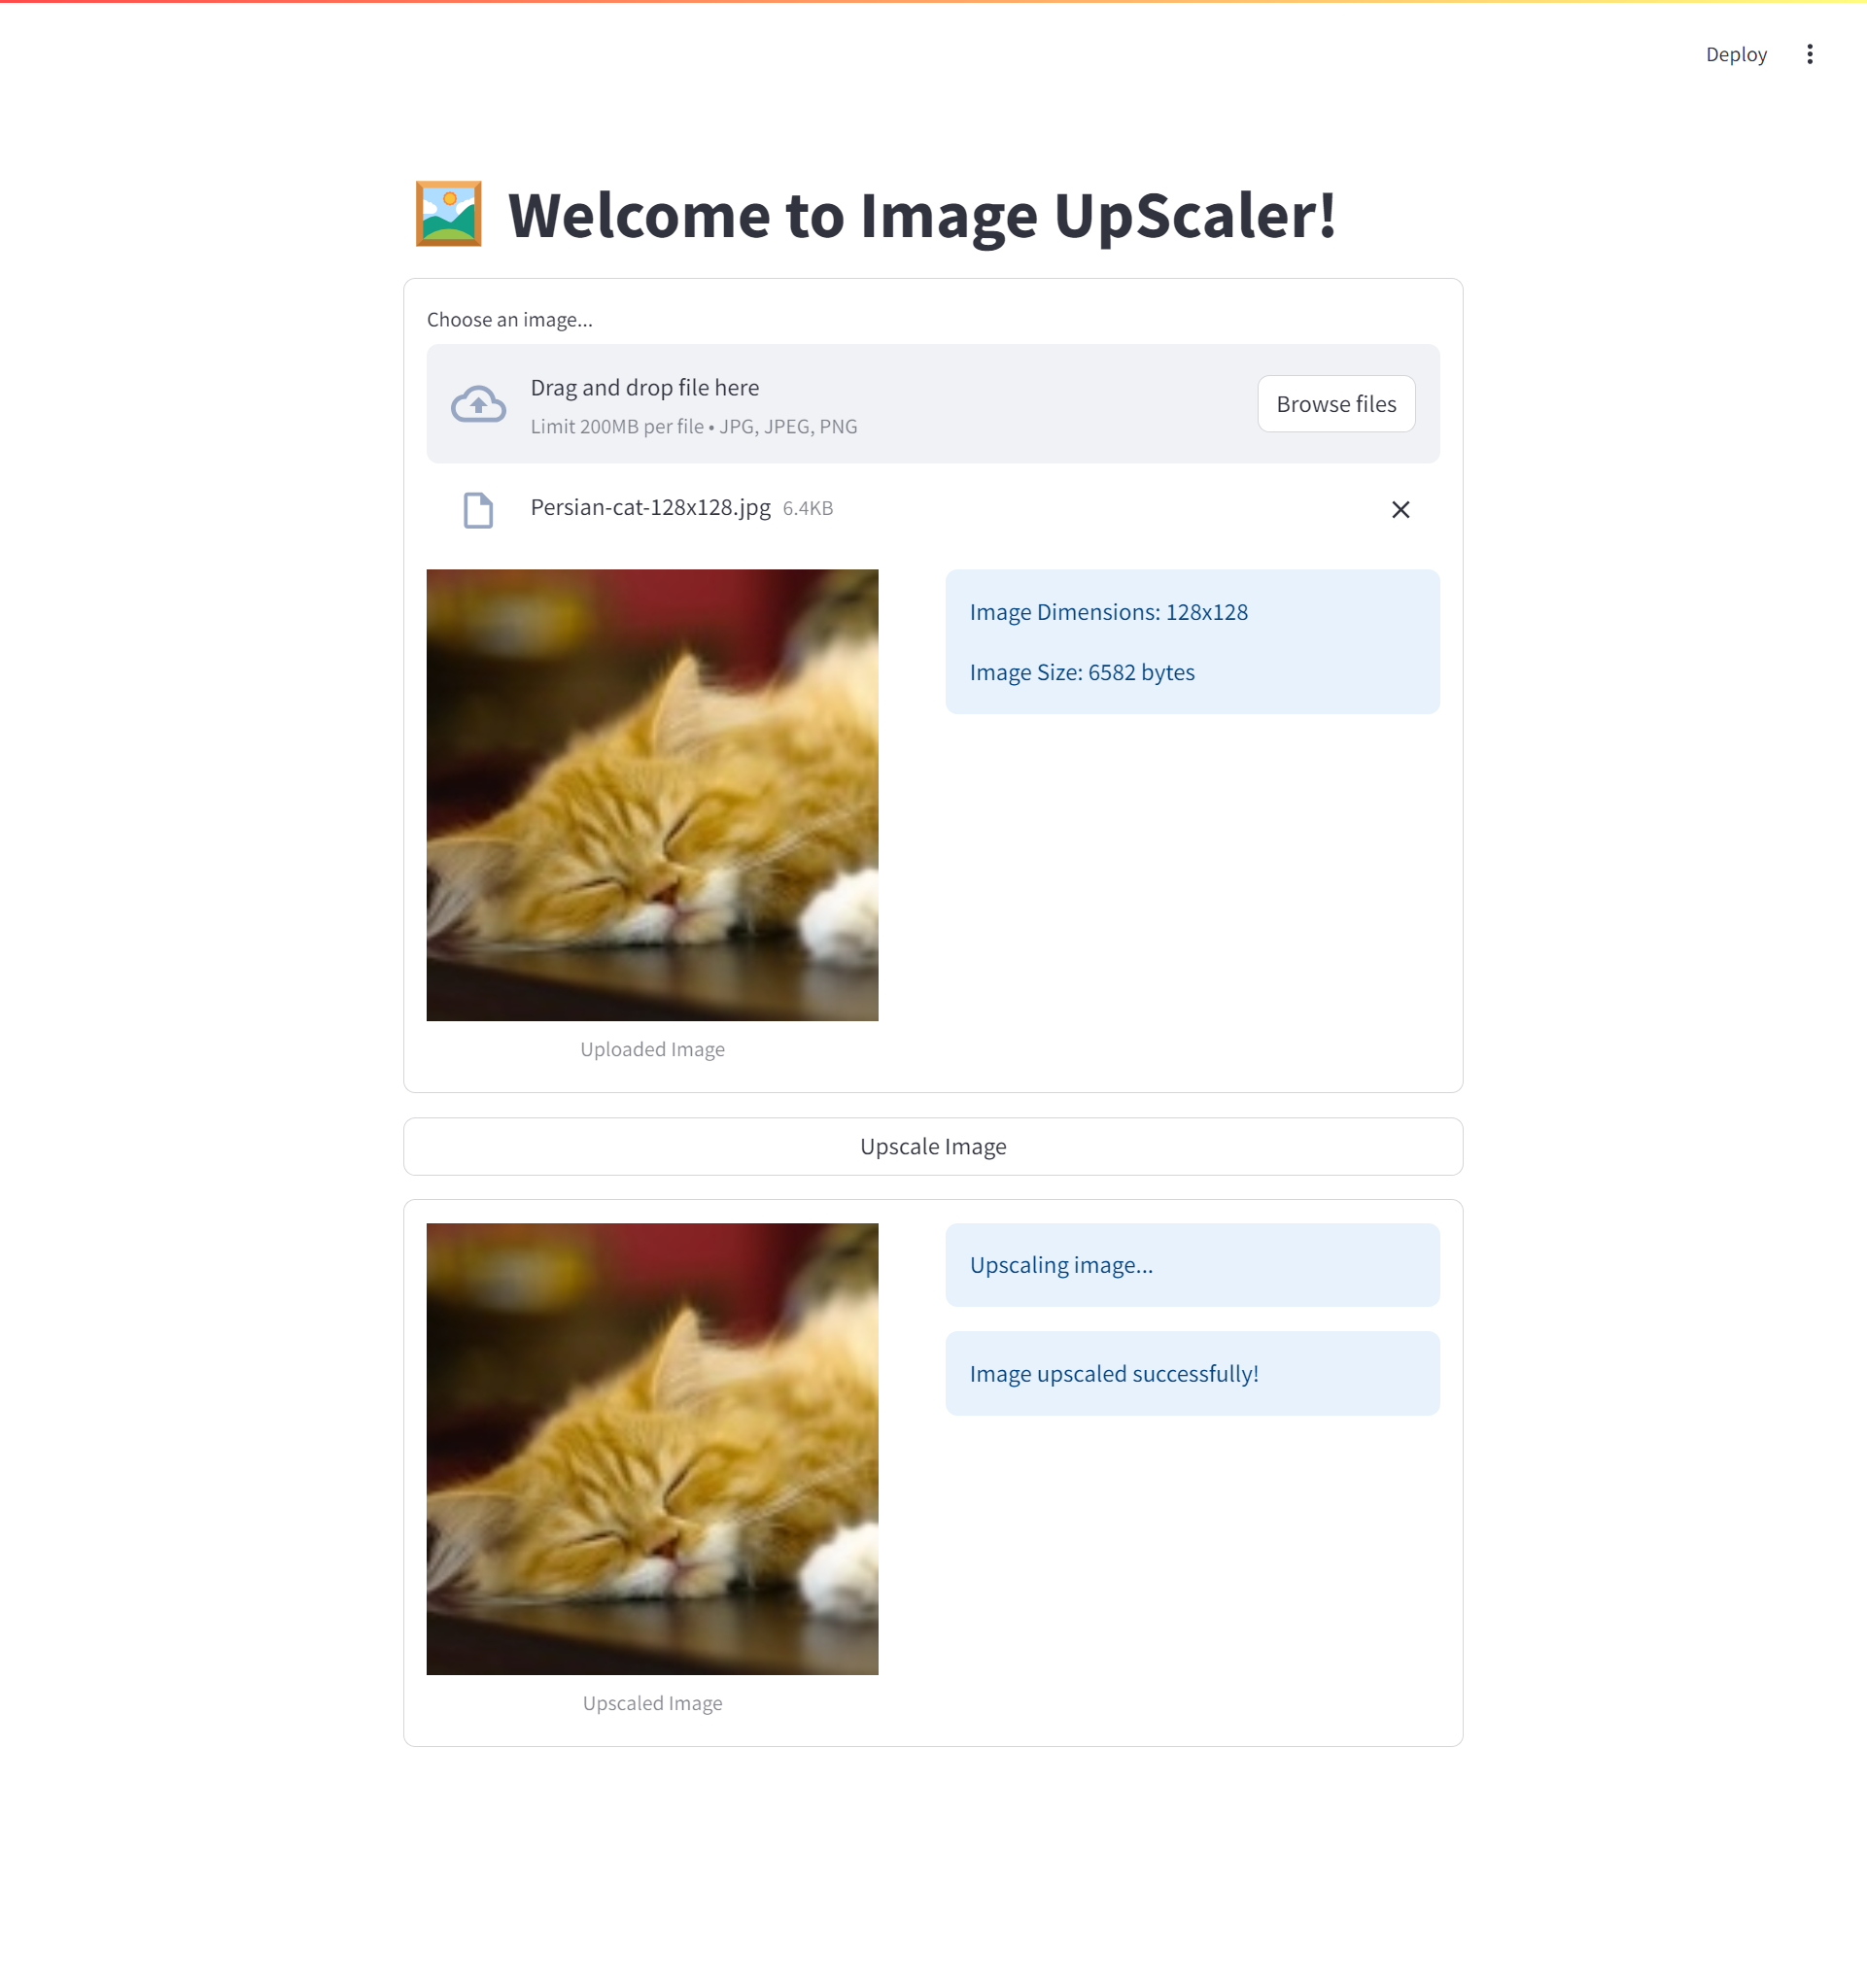 Deploy
Welcome to Image UpScaler!
Choose an image...
Drag and drop file here
Limit 200MB per file • JPG, JPEG, PNG
Browse files
Persian-cat-128x128.jpg 6.4KB
Image Dimensions: 128x128
Image Size: 6582 bytes
Uploaded Image
Upscale Image
Upscaling image...
Image upscaled successfully!
Upscaled Image